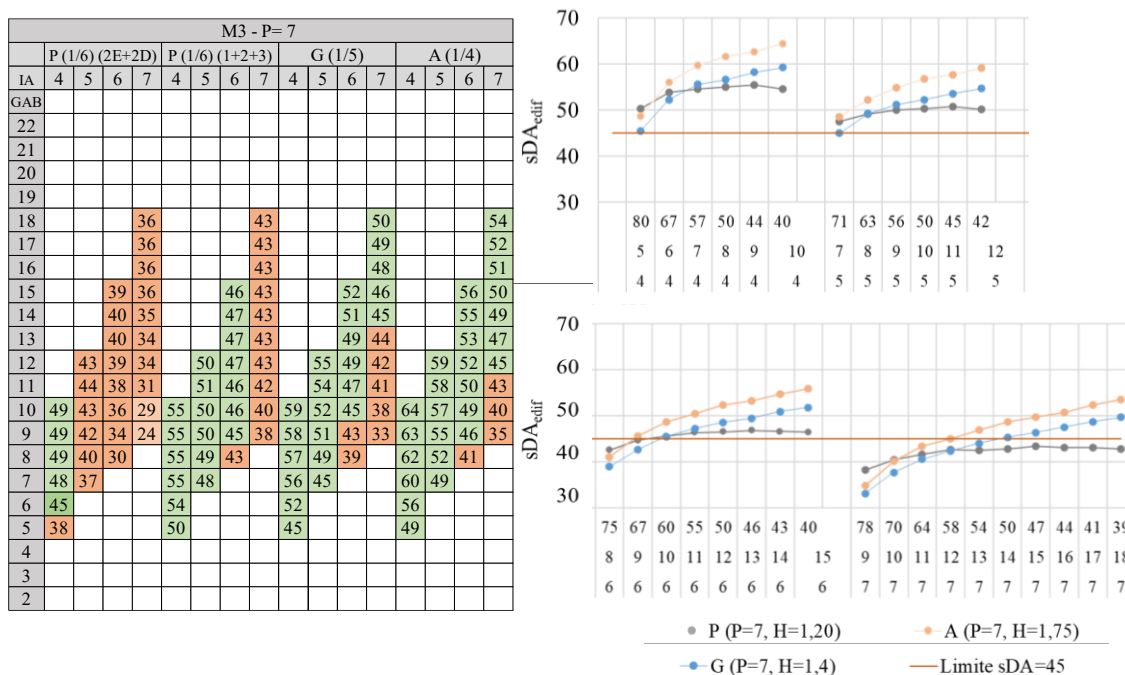 M3 - P= 7
P (1/6) (2E+2D) P (1/6) (1+2+3) G (1/5) A (1/4)
IA 4 5 6 7 4 5 6 7 4 5 6 7 4 5 6 7
GAB
22
21
20
19
18 36 43 50 54
17 36 43 49 52
16 36 43 48 51
15 39 36 46 43 52 46 56 50
14 40 35 47 43 51 45 55 49
13 40 34 47 43 49 44 53 47
12 43 39 34 50 47 43 55 49 42 59 52 45
11 44 38 31 51 46 42 54 47 41 58 50 43
10 49 43 36 29 55 50 46 40 59 52 45 38 64 57 49 40
9 49 42 34 24 55 50 45 38 58 51 43 33 63 55 46 35
8 49 40 30 55 49 43 57 49 39 62 52 41
7 48 37 55 48 56 45 60 49
6 45 54 52 56
5 38 50 45 49
4
3
2
sDAedif
70
60
50
40
30
80 67 57 50 44 40 71 63 56 50 45 42
5 6 7 8 9 10 7 8 9 10 11 12
4 4 4 4 4 4 5 5 5 5 5 5
sDAedif
70
60
50
40
30
75 67 60 55 50 46 43 40 78 70 64 58 54 50 47 44 41 39
8 9 10 11 12 13 14 15 9 10 11 12 13 14 15 16 17 18
6 6 6 6 6 6 6 6 7 7 7 7 7 7 7 7 7 7
P (P=7, H=1,20) A (P=7, H=1,75)
G (P=7, H=1,4) Limite sDA=45